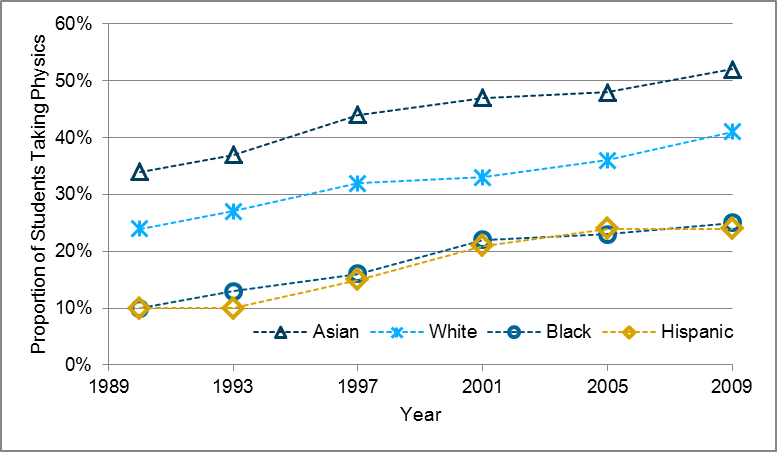 Proportion of Students Taking Physics
60%
50%
40%
30%
20%
10%
0%
Asian White Black Hispanic
1989 1993 1997 2001 2005 2009
Year